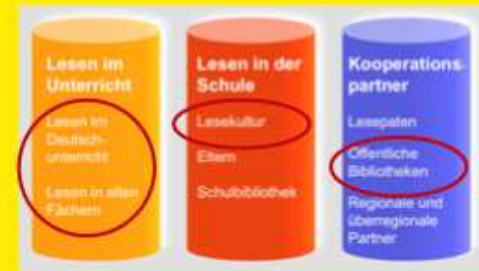 Lesen im
Unterricht
Lesen im
Deutsch-
unterricht
Lesen in allen
Fächern
Lesen in der
Schule
Lesekultur
Eltern
Schulbibliothek
Kooperations-
partner
Lesepaten
Öffentliche
Bibliotheken
Regionale und
überregionale
Partner